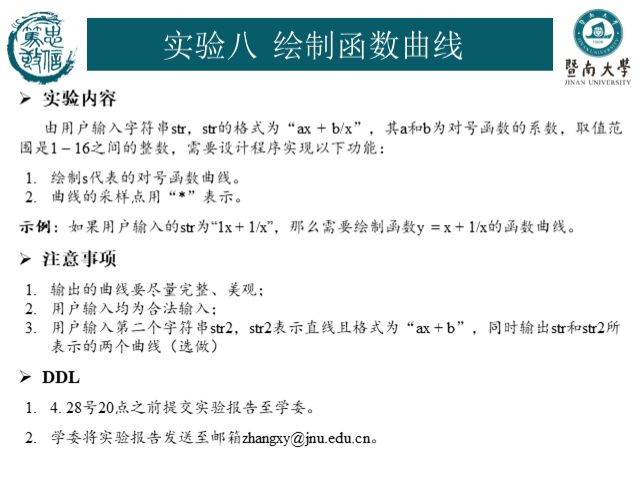 实验八 绘制函数曲线
暨南大學
JINAN UNIVERSITY
➤ 实验内容
由用户输入字符串str，str的格式为“ax + b/x”，其a和b为对号函数的系数，取值范
围是1－16之间的整数，需要设计程序实现以下功能：
1. 绘制s代表的对号函数曲线。
2. 曲线的采样点用“*”表示。
示例：如果用户输入的str为“1x + 1/x”，那么需要绘制函数y = x + 1/x的函数曲线。
➤ 注意事项
1. 输出的曲线要尽量完整、美观；
2. 用户输入均为合法输入；
3. 用户输入第二个字符串str2，str2表示直线且格式为“ax + b”，同时输出str和str2所
表示的两个曲线（选做）
➤ DDL
1. 4. 28号20点之前提交实验报告至学委。
2. 学委将实验报告发送至邮箱zhangxy@jnu.edu.cn。